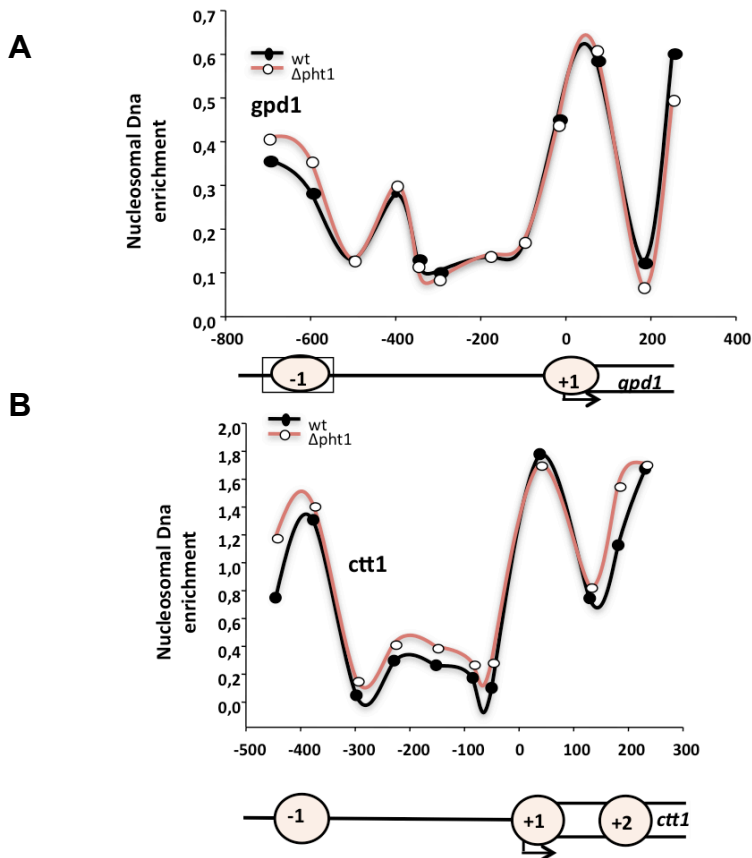 A
wt
Δpht1
gpd1
Nucleosomal Dna
enrichment
0,7
0,6
0,5
0,4
0,3
0,2
0,1
0,0
-800 -600 -400 -200 0 200 400
-1 +1 gpd1
B
wt
Δpht1
ctt1
Nucleosomal Dna
enrichment
2,0
1,8
1,6
1,4
1,2
1,0
0,8
0,6
0,4
0,2
0,0
-500 -400 -300 -200 -100 0 100 200 300
-1 +1 +2 ctt1